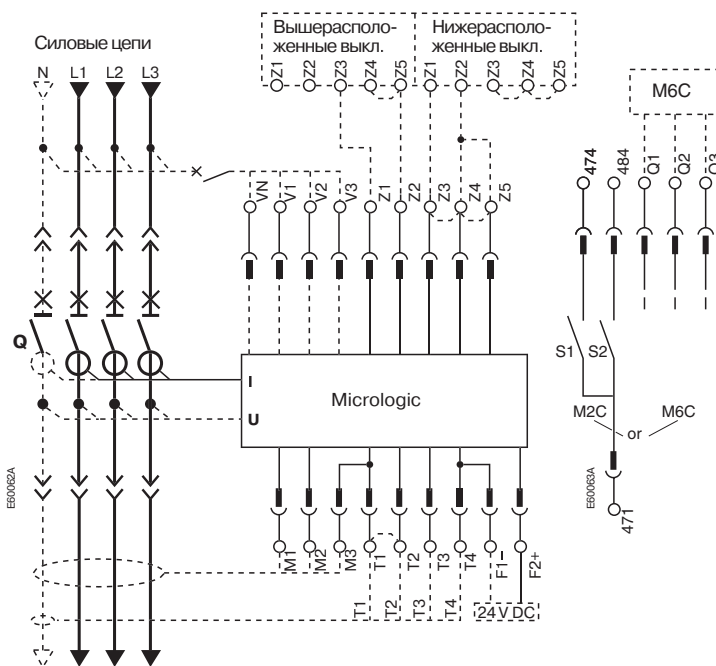 Силовые цепи
N L1 L2 L3
Вышерасполо-
женные выкл.
Нижерасполо-
женные выкл.
Z1 Z2 Z3 Z4 Z5 Z1 Z2 Z3 Z4 Z5
M6C
VN V1 V2 V3 Z1 Z2 Z3 Z4 Z5
474 484 Q1 Q2 Q3
Q
S1 S2
I
Micrologic
U
M2C or M6C
E60062A
E60063A
471
M1 M2 M3 T1 T2 T3 T4 F1– F2+
T1 T2 T3 T4
24 V DC